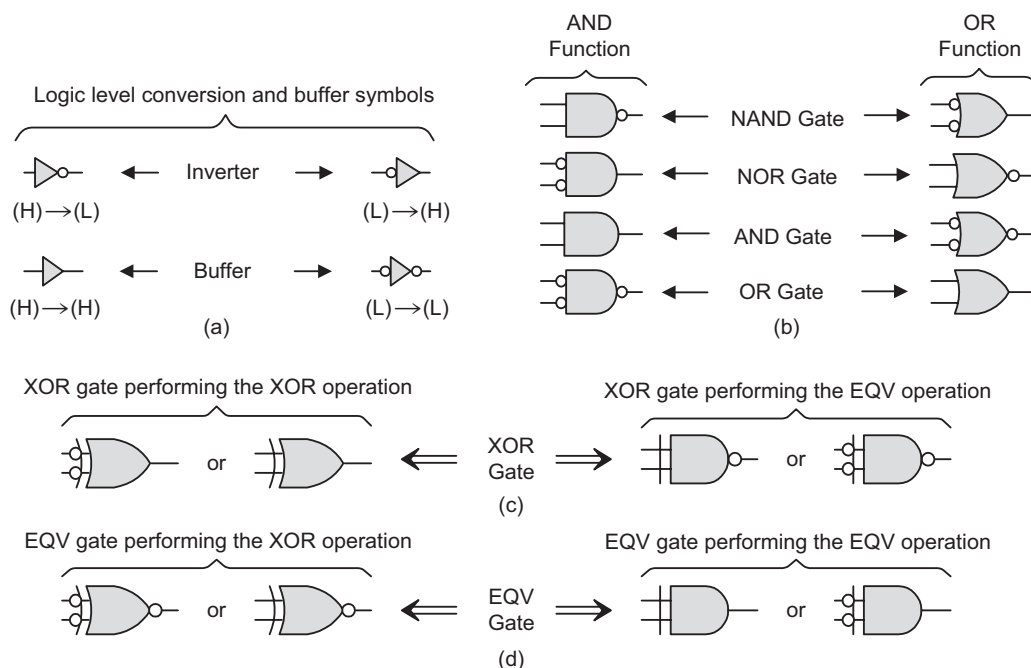 Logic level conversion and buffer symbols
Inverter
(H)→(L)
(L)→(H)
Buffer
(H)→(H)
(L)→(L)
(a)
AND
Function
OR
Function
NAND Gate
NOR Gate
AND Gate
OR Gate
(b)
XOR gate performing the XOR operation
XOR gate performing the EQV operation
or
XOR
Gate
or
(c)
EQV gate performing the XOR operation
EQV gate performing the EQV operation
or
EQV
Gate
or
(d)